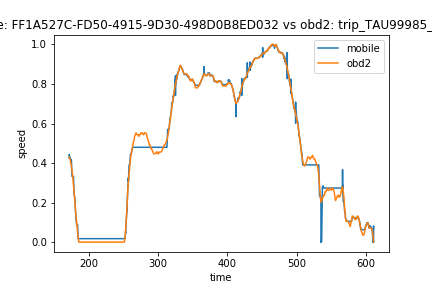 e: FF1A527C-FD50-4915-9D30-498D0B8ED032 vs obd2: trip_TAU99985_
1.0
0.8
0.6
0.4
0.2
0.0
speed
mobile
obd2
200
300
400
500
600
time